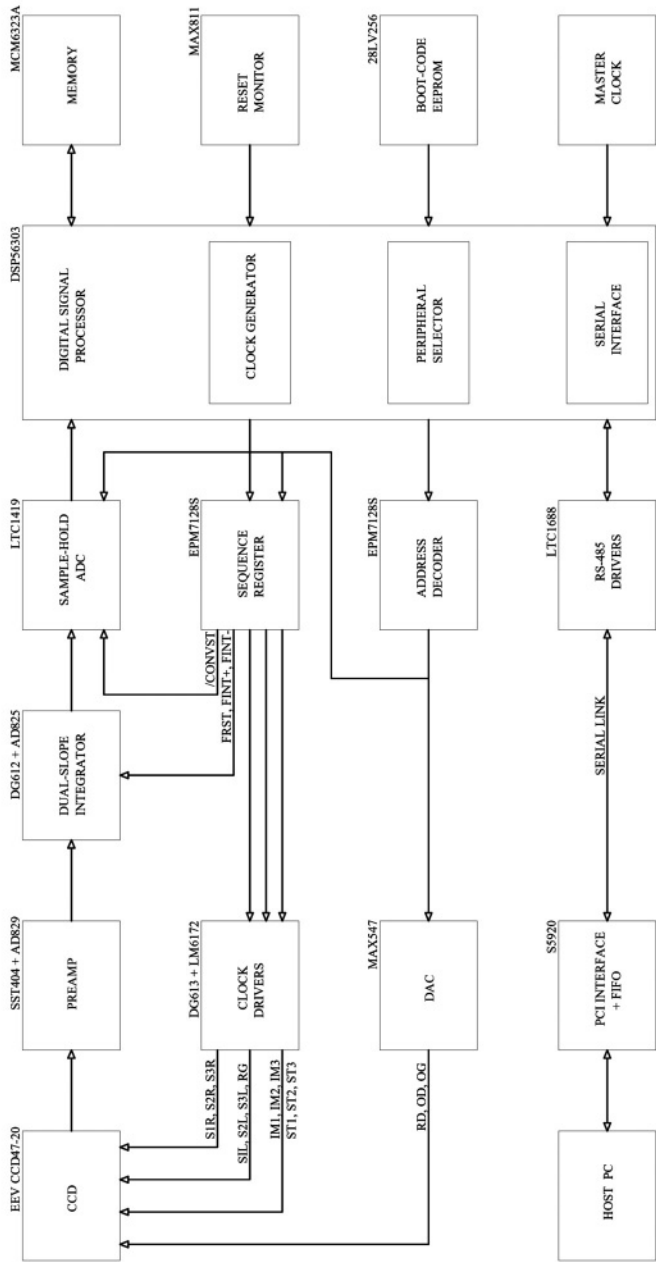 EEV CCD47-20
CCD
SST404 + AD829
PREAMP
DG612 + AD825
DUAL-SLOPE
INTEGRATOR
LTC1419
SAMPLE-HOLD
ADC
DSP56303
DIGITAL SIGNAL
PROCESSOR
MCM6323A
MEMORY
S1R, S2R, S3R
SIL, S2L, S3L, RG
IM1, IM2, IM3
ST1, ST2, ST3
DG613 + LM6172
CLOCK
DRIVERS
/CONVST
FRST, FINT+, FINT-
EPM7128S
SEQUENCE
REGISTER
CLOCK GENERATOR
MAX811
RESET
MONITOR
RD, OD, OG
MAX547
DAC
EPM7128S
ADDRESS
DECODER
PERIPHERAL
SELECTOR
28LV256
BOOT-CODE
EEPROM
HOST PC
S5920
PCI INTERFACE
+ FIFO
SERIAL LINK
LTC1688
RS-485
DRIVERS
SERIAL
INTERFACE
MASTER
CLOCK